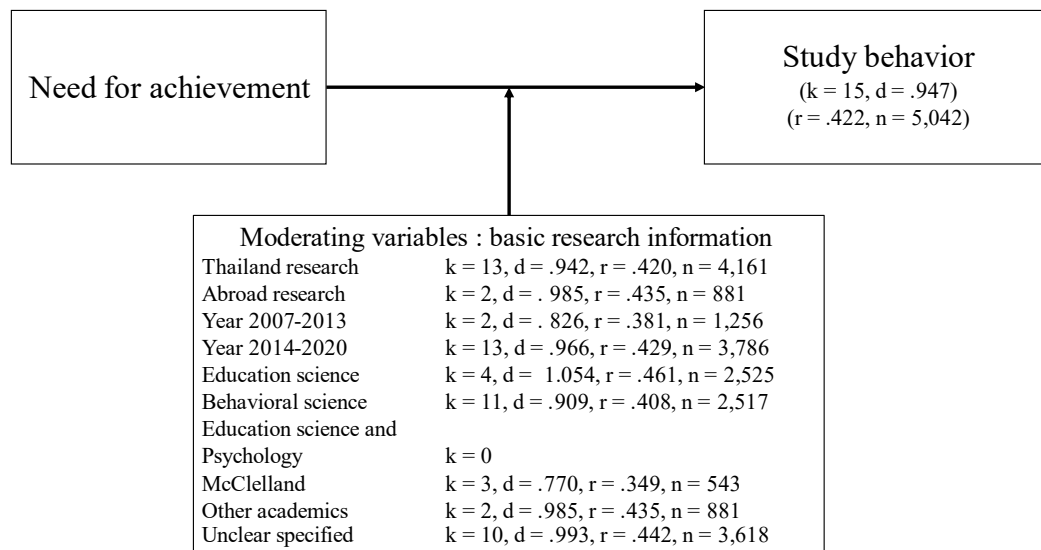 Need for achievement
Study behavior
(k = 15, d = .947)
(r = .422, n = 5,042)
Moderating variables : basic research information
Thailand research k = 13, d = .942, r = .420, n = 4,161
Abroad research k = 2, d = . 985, r = .435, n = 881
Year 2007-2013 k = 2, d = . 826, r = .381, n = 1,256
Year 2014-2020 k = 13, d = .966, r = .429, n = 3,786
Education science k = 4, d = 1.054, r = .461, n = 2,525
Behavioral science k = 11, d = .909, r = .408, n = 2,517
Education science and
Psychology k = 0
McClelland k = 3, d = .770, r = .349, n = 543
Other academics k = 2, d = .985, r = .435, n = 881
Unclear specified k = 10, d = .993, r = .442, n = 3,618